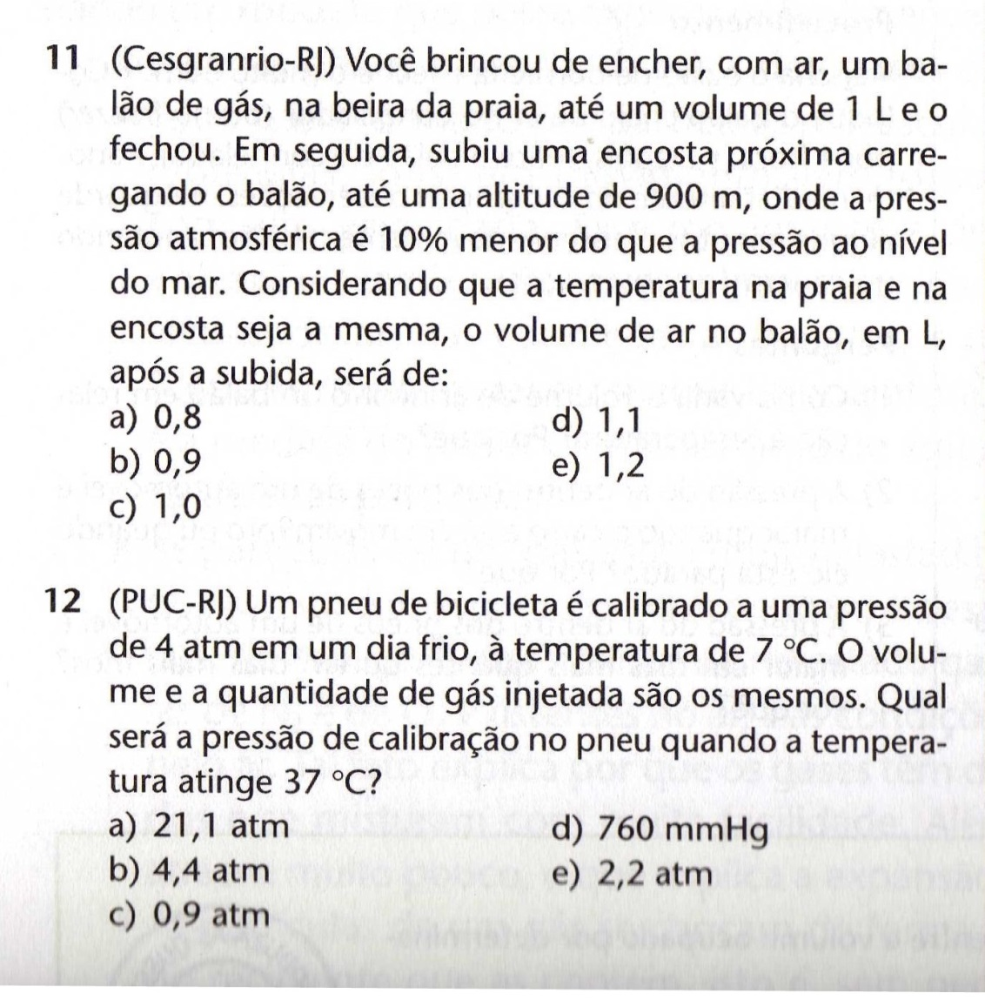 11 (Cesgranrio-RJ) Você brincou de encher, com ar, um ba-
lão de gás, na beira da praia, até um volume de 1 L e o
fechou. Em seguida, subiu uma encosta próxima carre-
gando o balão, até uma altitude de 900 m, onde a pres-
são atmosférica é 10% menor do que a pressão ao nível
do mar. Considerando que a temperatura na praia e na
encosta seja a mesma, o volume de ar no balão, em L,
após a subida, será de:
a) 0,8
b) 0,9
c) 1,0
d) 1,1
e) 1,2
12 (PUC-RJ) Um pneu de bicicleta é calibrado a uma pressão
de 4 atm em um dia frio, à temperatura de 7 °C. O volu-
me e a quantidade de gás injetada são os mesmos. Qual
será a pressão de calibração no pneu quando a tempera-
tura atinge 37 °C?
a) 21,1 atm
b) 4,4 atm
c) 0,9 atm
d) 760 mmHg
e) 2,2 atm